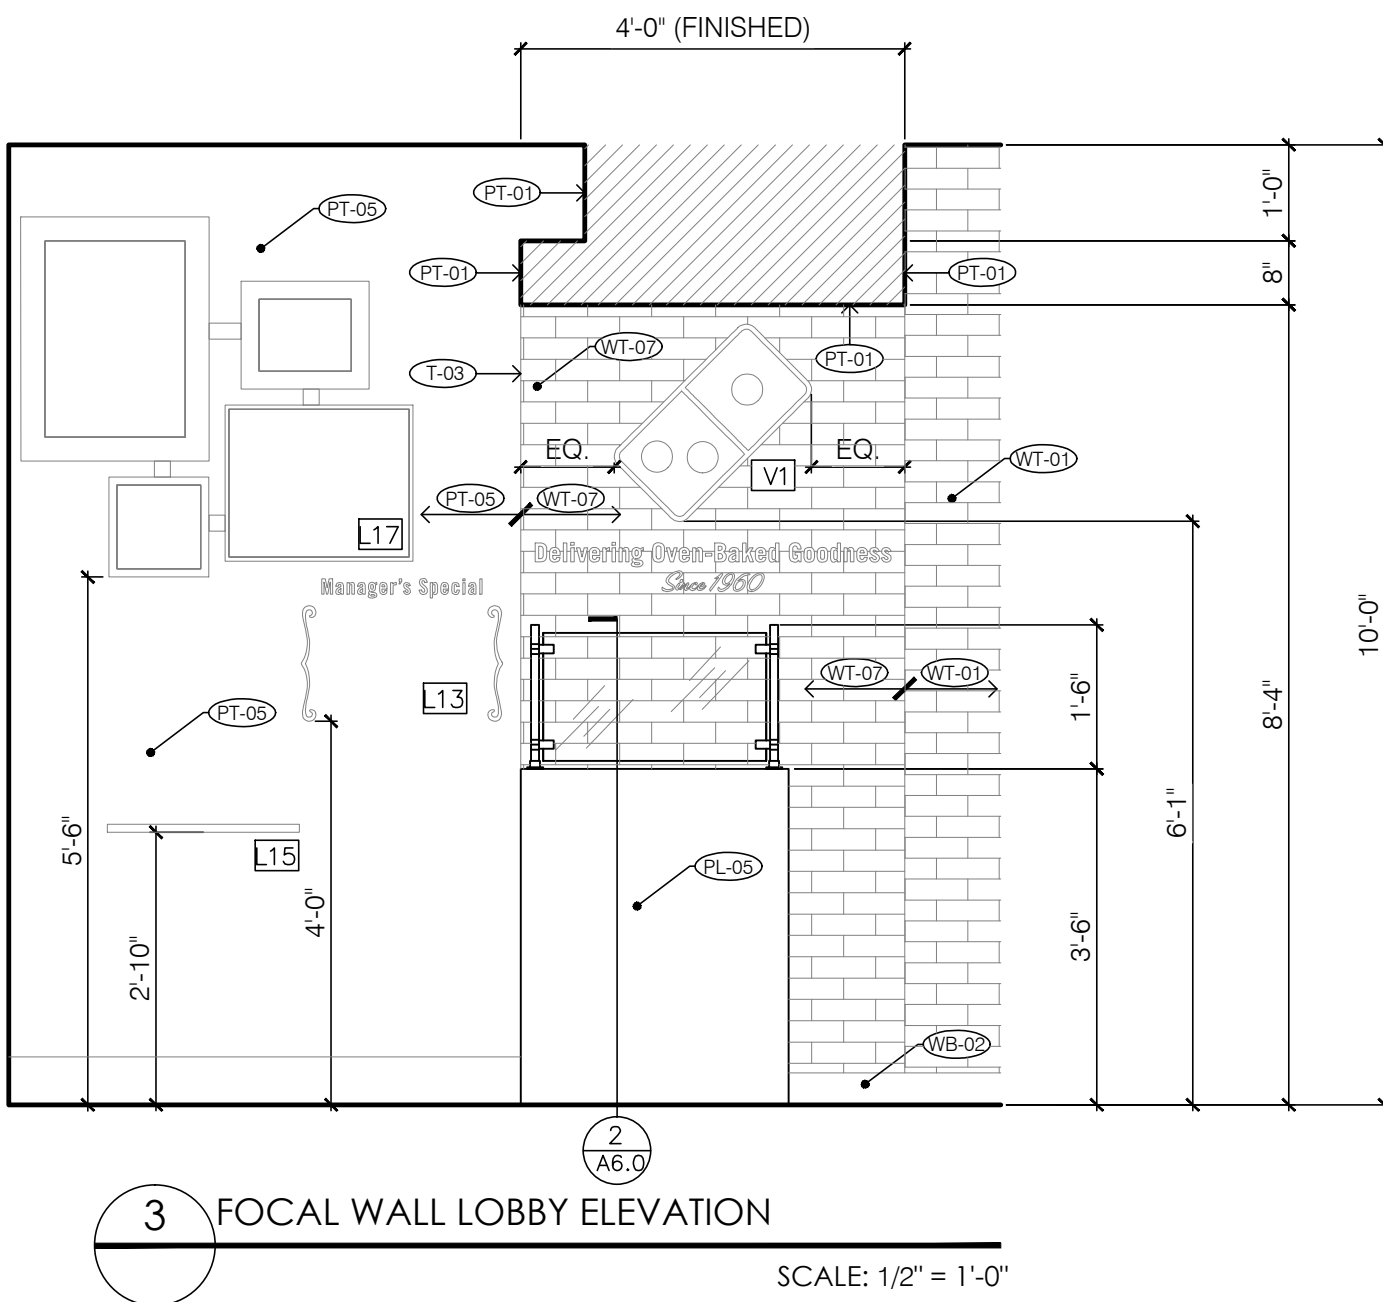 4'-0" (FINISHED)
PT-01
PT-05
1'-0"
PT-01
PT-01
8"
WT-07
PT-01
T-03
EQ.
EQ.
WT-01
V1
PT-05
WT-07
L17
Delivering Oven-Baked Goodness
Since 1960
Manager's Special
10'-0"
WT-07
WT-01
L13
1'-6"
8'-4"
PT-05
6'-1"
5'-6"
L15
PL-05
4'-0"
3'-6"
2'-10"
WB-02
2
A6.0
3
FOCAL WALL LOBBY ELEVATION
SCALE: 1/2" = 1'-0"